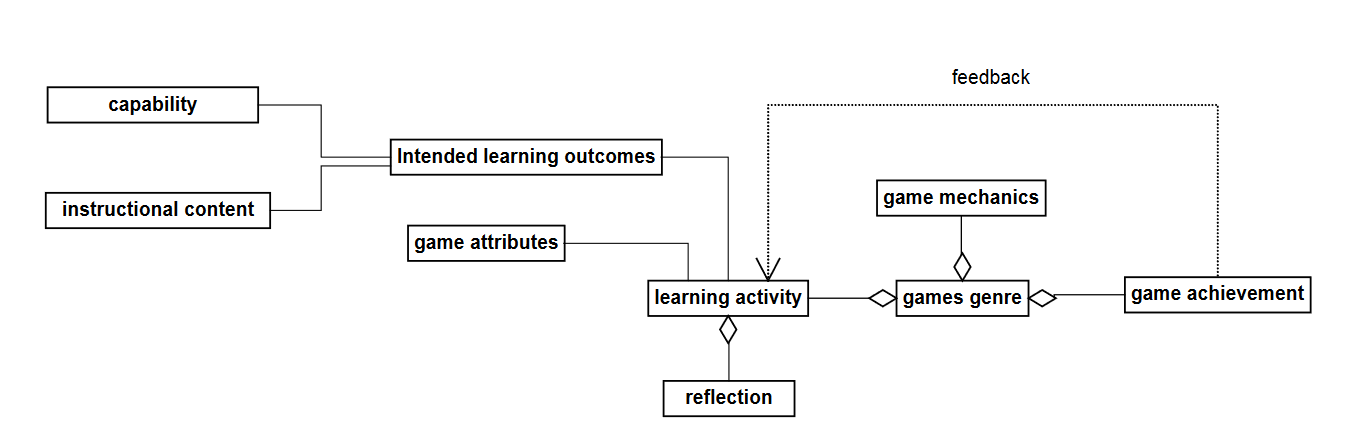 feedback
capability
Intended learning outcomes
instructional content
game mechanics
game attributes
learning activity
games genre
game achievement
reflection